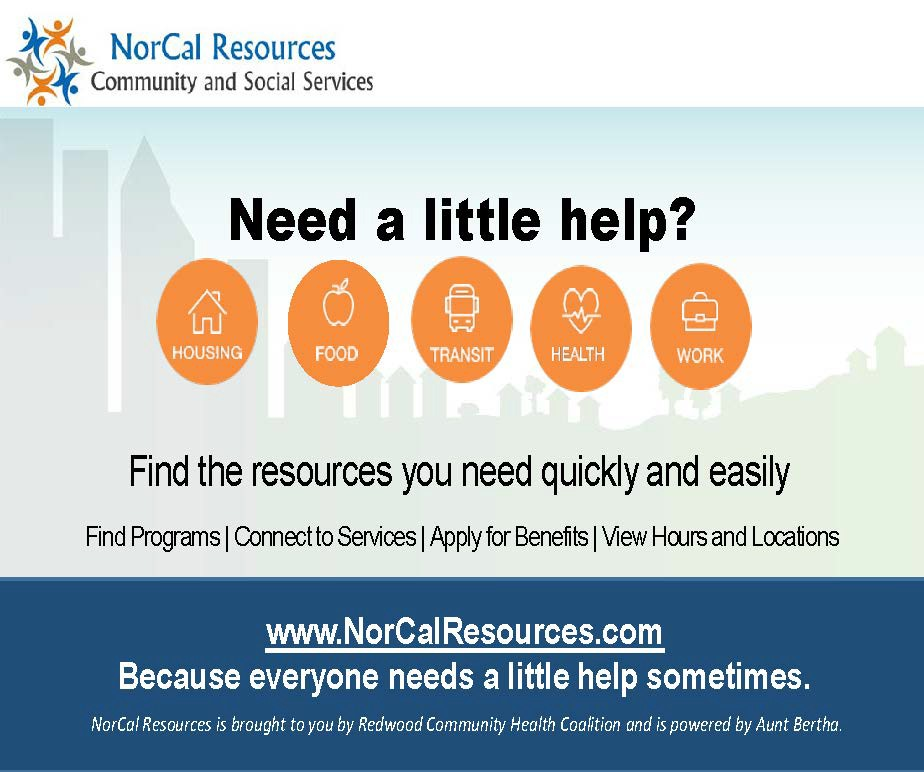 NorCal Resources
Community and Social Services
Need a little help?
HOUSING FOOD TRANSIT HEALTH WORK
Find the resources you need quickly and easily
Find Programs | Connect to Services | Apply for Benefits | View Hours and Locations
www.NorCalResources.com
Because everyone needs a little help sometimes.
NorCal Resources is brought to you by Redwood Community Health Coalition and is powered by Aunt Bertha.